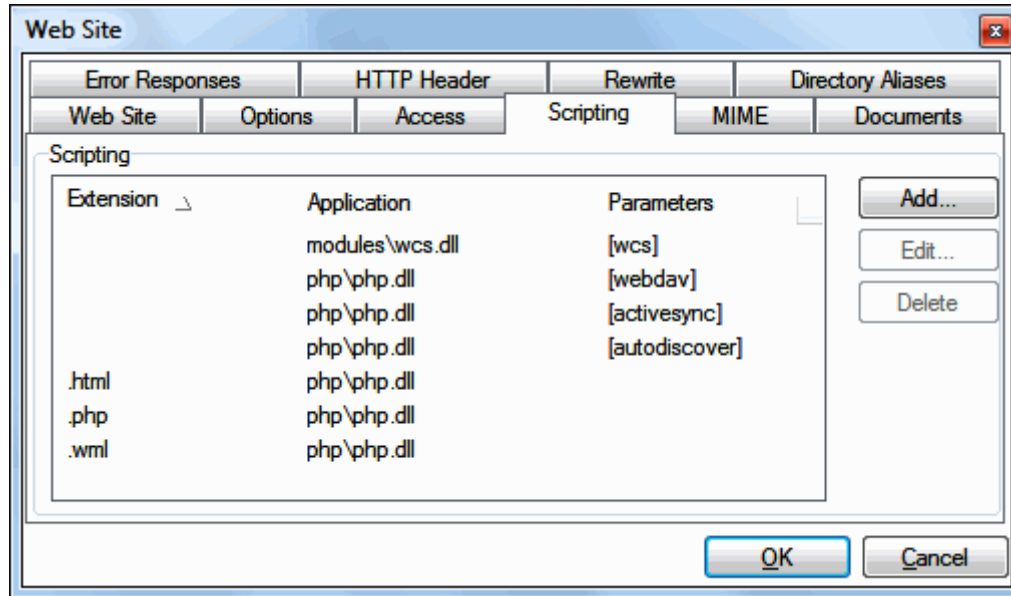 Web Site
Error Responses HTTP Header Rewrite Directory Aliases
Web Site Options Access Scripting MIME Documents
Scripting
Extension Application Parameters
modules\wcs.dll [wcs]
php\php.dll [webdav]
php\php.dll [activesync]
php\php.dll [autodiscover]
.html php\php.dll
.php php\php.dll
.wml php\php.dll
Add...
Edit...
Delete
OK Cancel